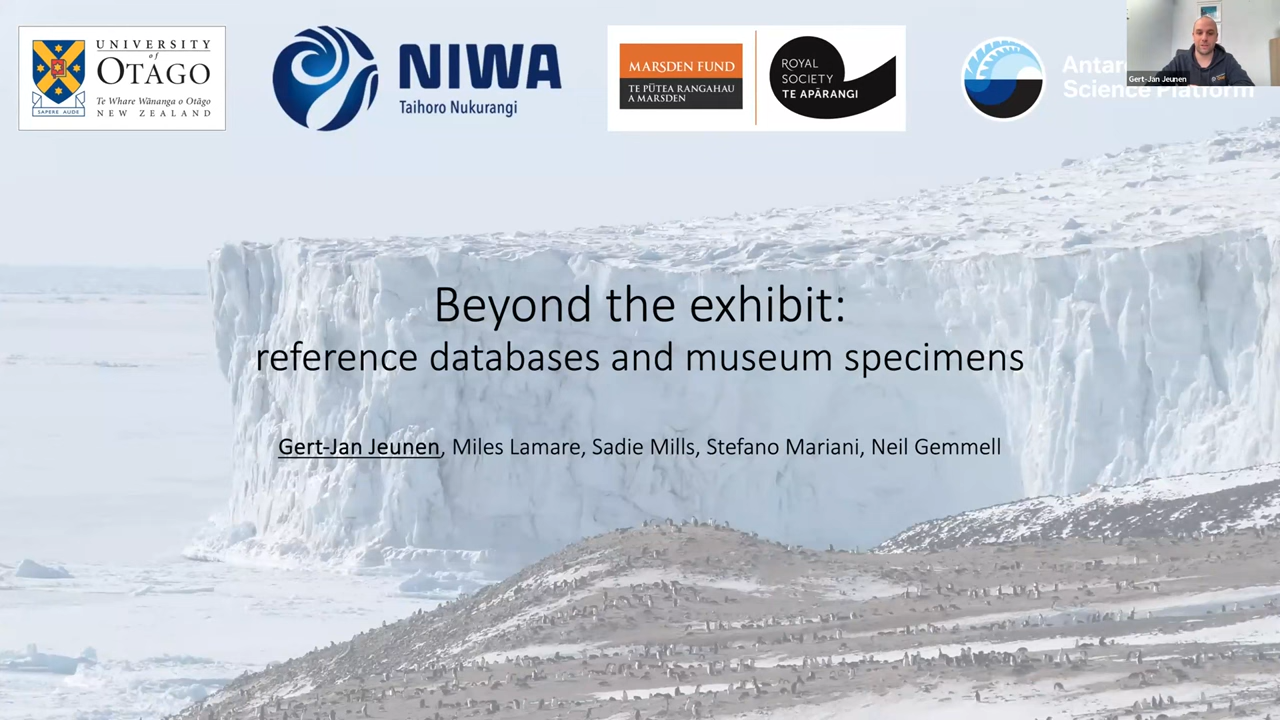 UNIVERSITY
of
OTAGO
Te Whare Wānanga o Otāgo
NEW ZEALAND
SAPERE AUDE
NIWA
Taihoro Nukurangi
MARSDEN FUND
TE PŪTEA RANGAHAU
A MARSDEN
ROYAL
SOCIETY
TE APĀRANGI
Science Platform
Gert-Jan Jeunen
Beyond the exhibit:
reference databases and museum specimens
Gert-Jan Jeunen, Miles Lamare, Sadie Mills, Stefano Mariani, Neil Gemmell